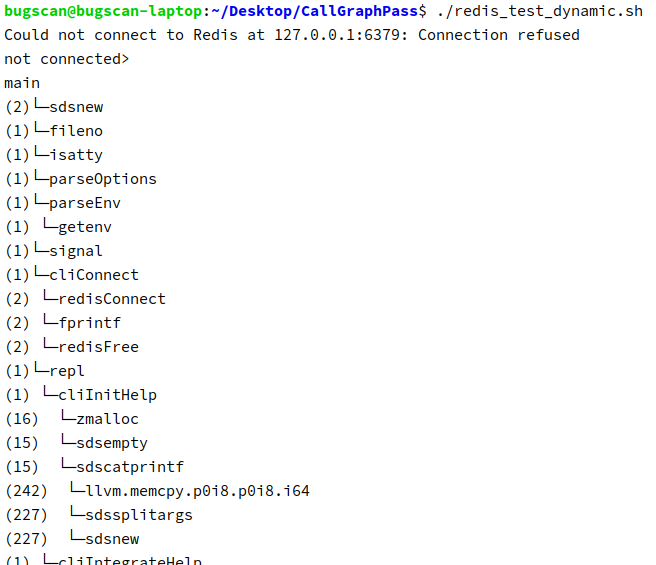 bugscan@bugscan-laptop:~/Desktop/CallGraphPass$ ./redis_test_dynamic.sh
Could not connect to Redis at 127.0.0.1:6379: Connection refused
not connected>
main
(2)└─sdsnew
(1)└─fileno
(1)└─isatty
(1)└─parseOptions
(1)└─parseEnv
(1) └─getenv
(1)└─signal
(1)└─cliConnect
(2) └─redisConnect
(2) └─fprintf
(2) └─redisFree
(1)└─repl
(1) └─cliInitHelp
(16)  └─zmalloc
(15)  └─sdsempty
(15)  └─sdscatprintf
(242)  └─llvm.memcpy.p0i8.p0i8.i64
(227)  └─sdssplitargs
(227)  └─sdsnew
(1) └─cliIntegrateHelp